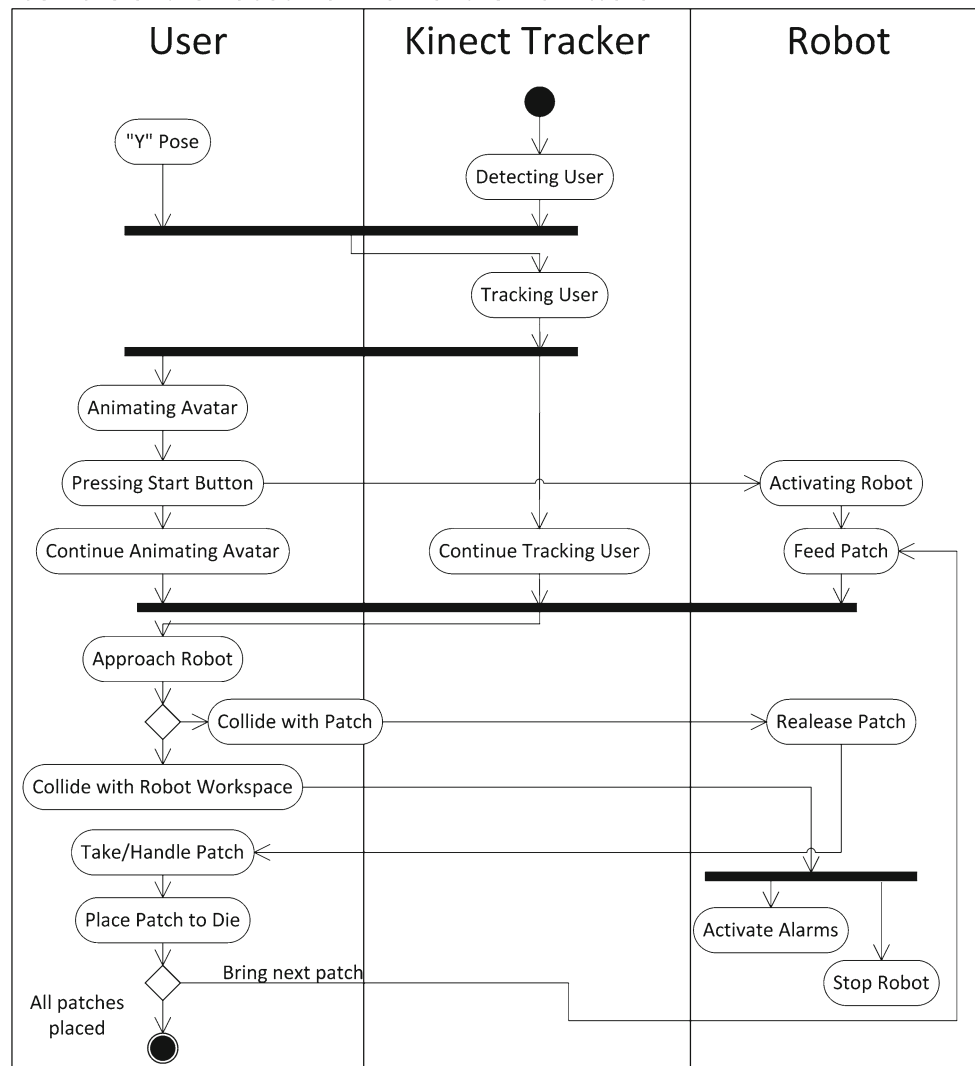 User
Kinect Tracker
Robot
"Y" Pose
Detecting User
Tracking User
Animating Avatar
Pressing Start Button
Activating Robot
Continue Animating Avatar
Continue Tracking User
Feed Patch
Approach Robot
Collide with Patch
Realease Patch
Collide with Robot Workspace
Take/Handle Patch
Place Patch to Die
Activate Alarms
Bring next patch
Stop Robot
All patches
placed